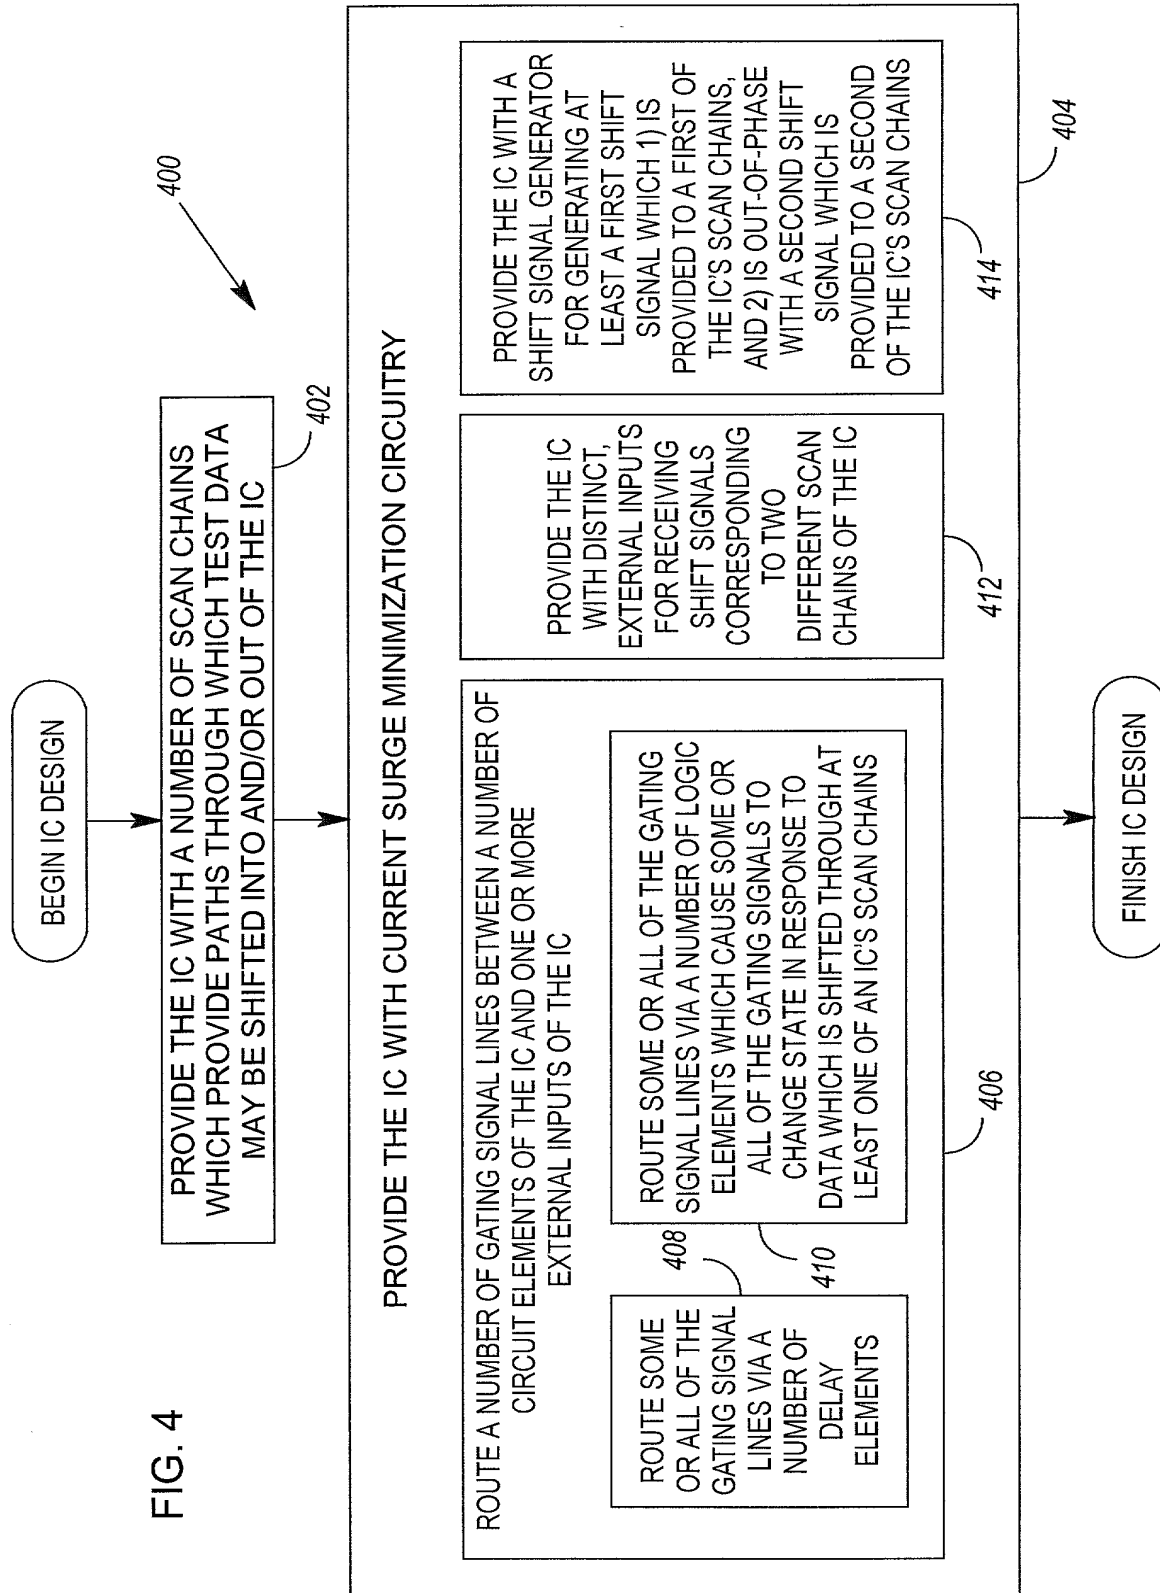 FIG. 4
400
BEGIN IC DESIGN
PROVIDE THE IC WITH A NUMBER OF SCAN CHAINS
WHICH PROVIDE PATHS THROUGH WHICH TEST DATA
MAY BE SHIFTED INTO AND/OR OUT OF THE IC
402
PROVIDE THE IC WITH CURRENT SURGE MINIMIZATION CIRCUITRY
ROUTE A NUMBER OF GATING SIGNAL LINES BETWEEN A NUMBER OF
CIRCUIT ELEMENTS OF THE IC AND ONE OR MORE
EXTERNAL INPUTS OF THE IC
ROUTE SOME
OR ALL OF THE
GATING SIGNAL
LINES VIA A
NUMBER OF
DELAY
ELEMENTS
408
ROUTE SOME OR ALL OF THE GATING
SIGNAL LINES VIA A NUMBER OF LOGIC
ELEMENTS WHICH CAUSE SOME OR
ALL OF THE GATING SIGNALS TO
CHANGE STATE IN RESPONSE TO
DATA WHICH IS SHIFTED THROUGH AT
LEAST ONE OF AN IC'S SCAN CHAINS
410
406
PROVIDE THE IC
WITH DISTINCT,
EXTERNAL INPUTS
FOR RECEIVING
SHIFT SIGNALS
CORRESPONDING
TO TWO
DIFFERENT SCAN
CHAINS OF THE IC
412
PROVIDE THE IC WITH A
SHIFT SIGNAL GENERATOR
FOR GENERATING AT
LEAST A FIRST SHIFT
SIGNAL WHICH 1) IS
PROVIDED TO A FIRST OF
THE IC'S SCAN CHAINS,
AND 2) IS OUT-OF-PHASE
WITH A SECOND SHIFT
SIGNAL WHICH IS
PROVIDED TO A SECOND
OF THE IC'S SCAN CHAINS
414
404
FINISH IC DESIGN